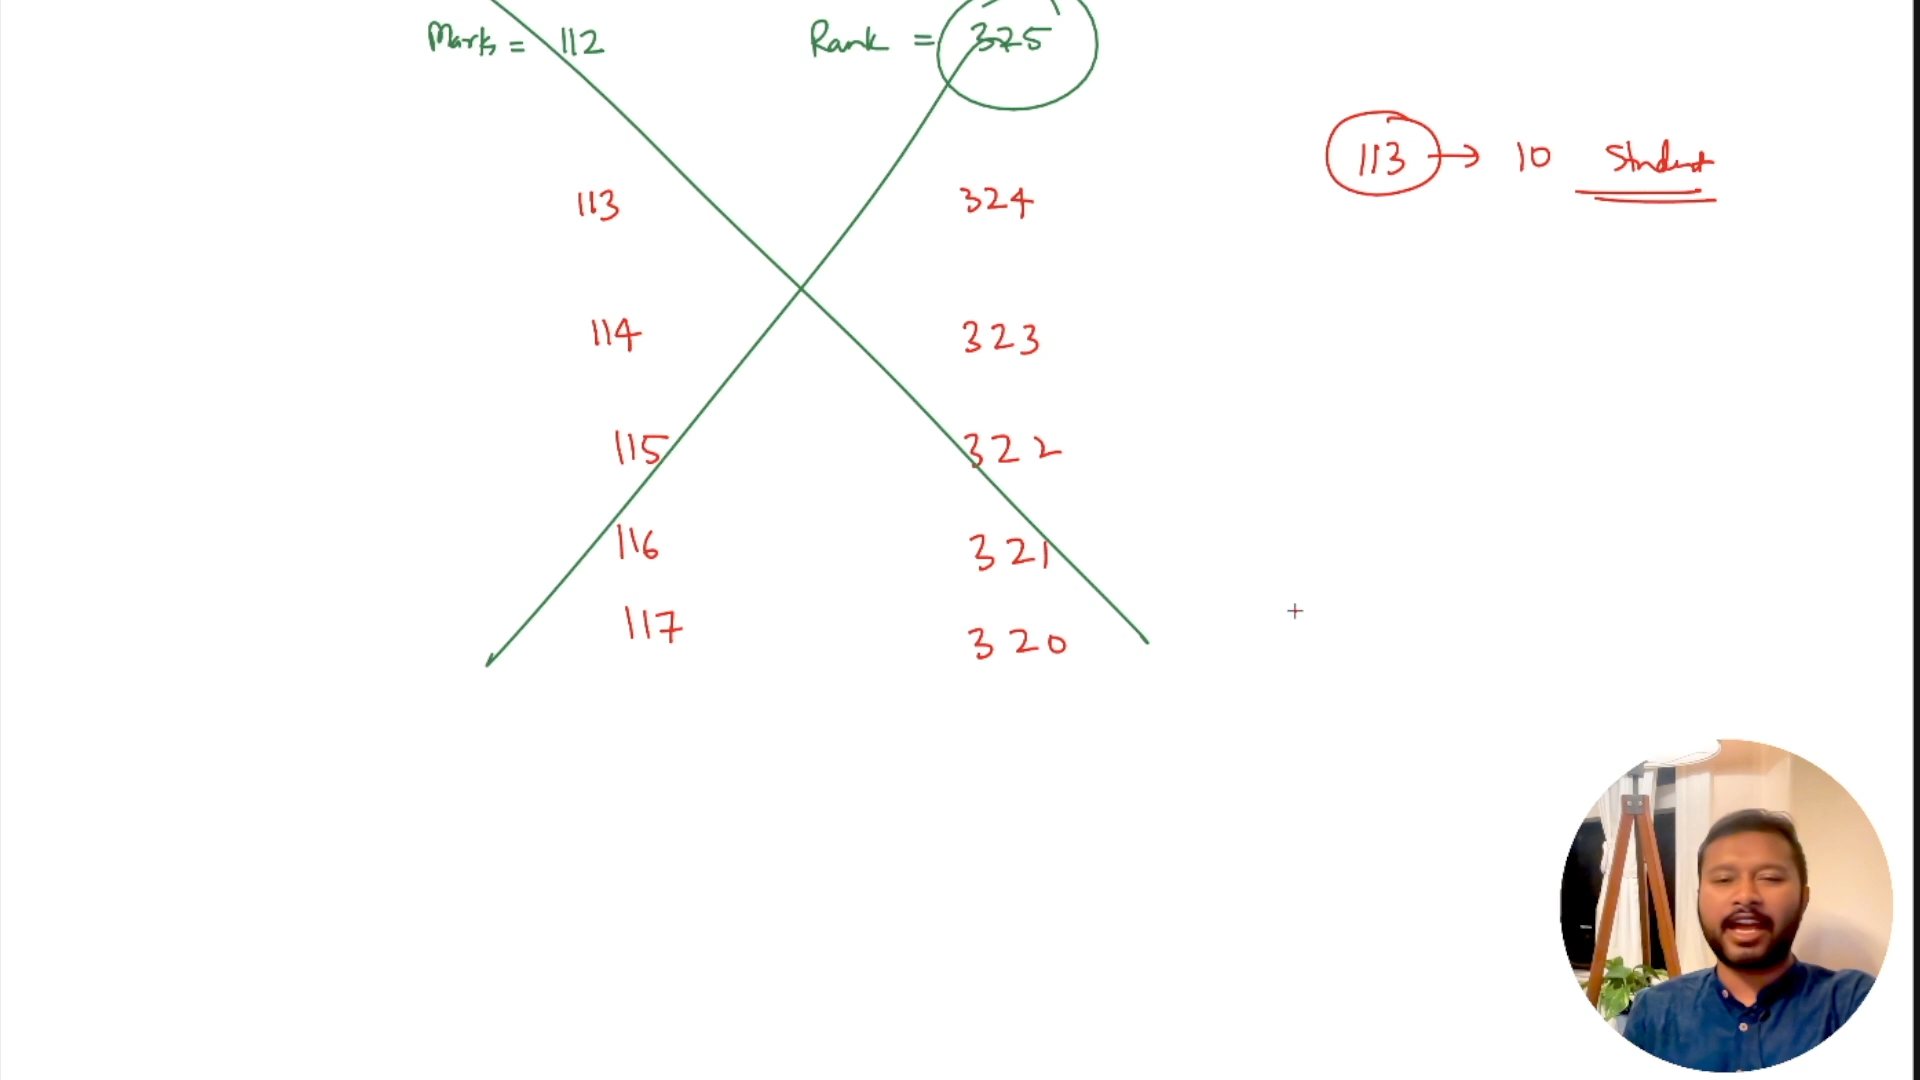 Marks = 112 Rank = 325
113 → 10 Student
113 324
114 323
115 322
116 321
117 320